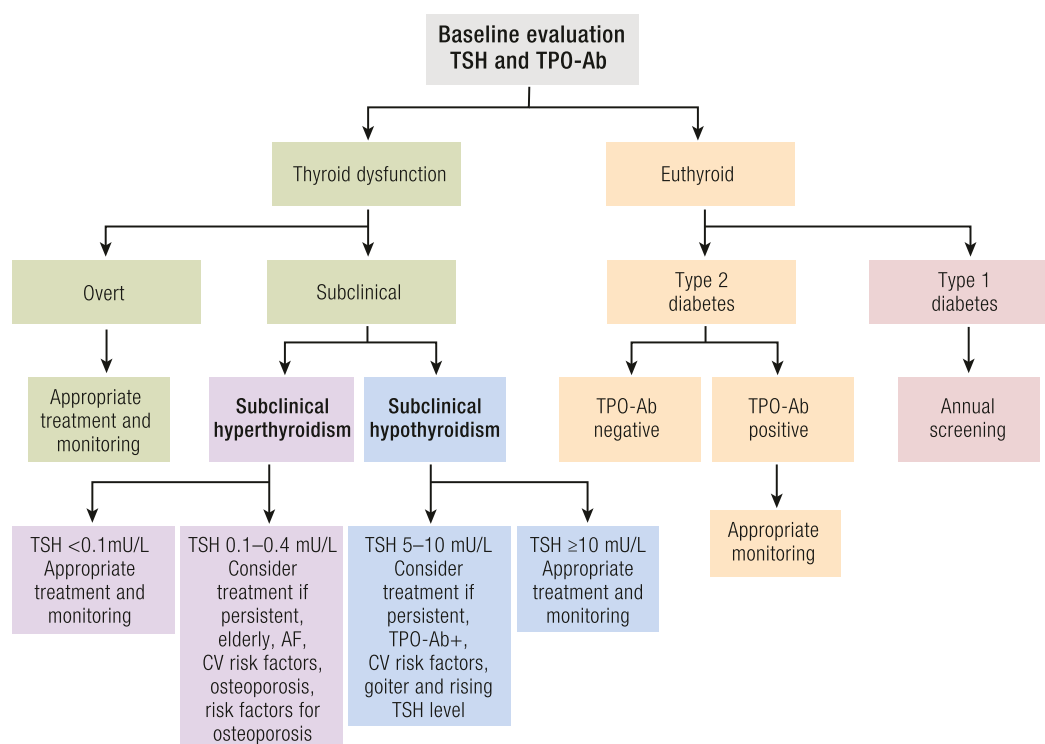 Baseline evaluation
TSH and TPO-Ab
Thyroid dysfunction
Euthyroid
Overt
Subclinical
Type 2
diabetes
Type 1
diabetes
Appropriate
treatment and
monitoring
Subclinical
hyperthyroidism
Subclinical
hypothyroidism
TPO-Ab
negative
TPO-Ab
positive
Annual
screening
TSH <0.1mU/L
Appropriate
treatment and
monitoring
TSH 0.1–0.4 mU/L
Consider
treatment if
persistent,
elderly, AF,
CV risk factors,
osteoporosis,
risk factors for
osteoporosis
TSH 5–10 mU/L
Consider
treatment if
persistent,
TPO-Ab+,
CV risk factors,
goiter and rising
TSH level
TSH ≥10 mU/L
Appropriate
treatment and
monitoring
Appropriate
monitoring